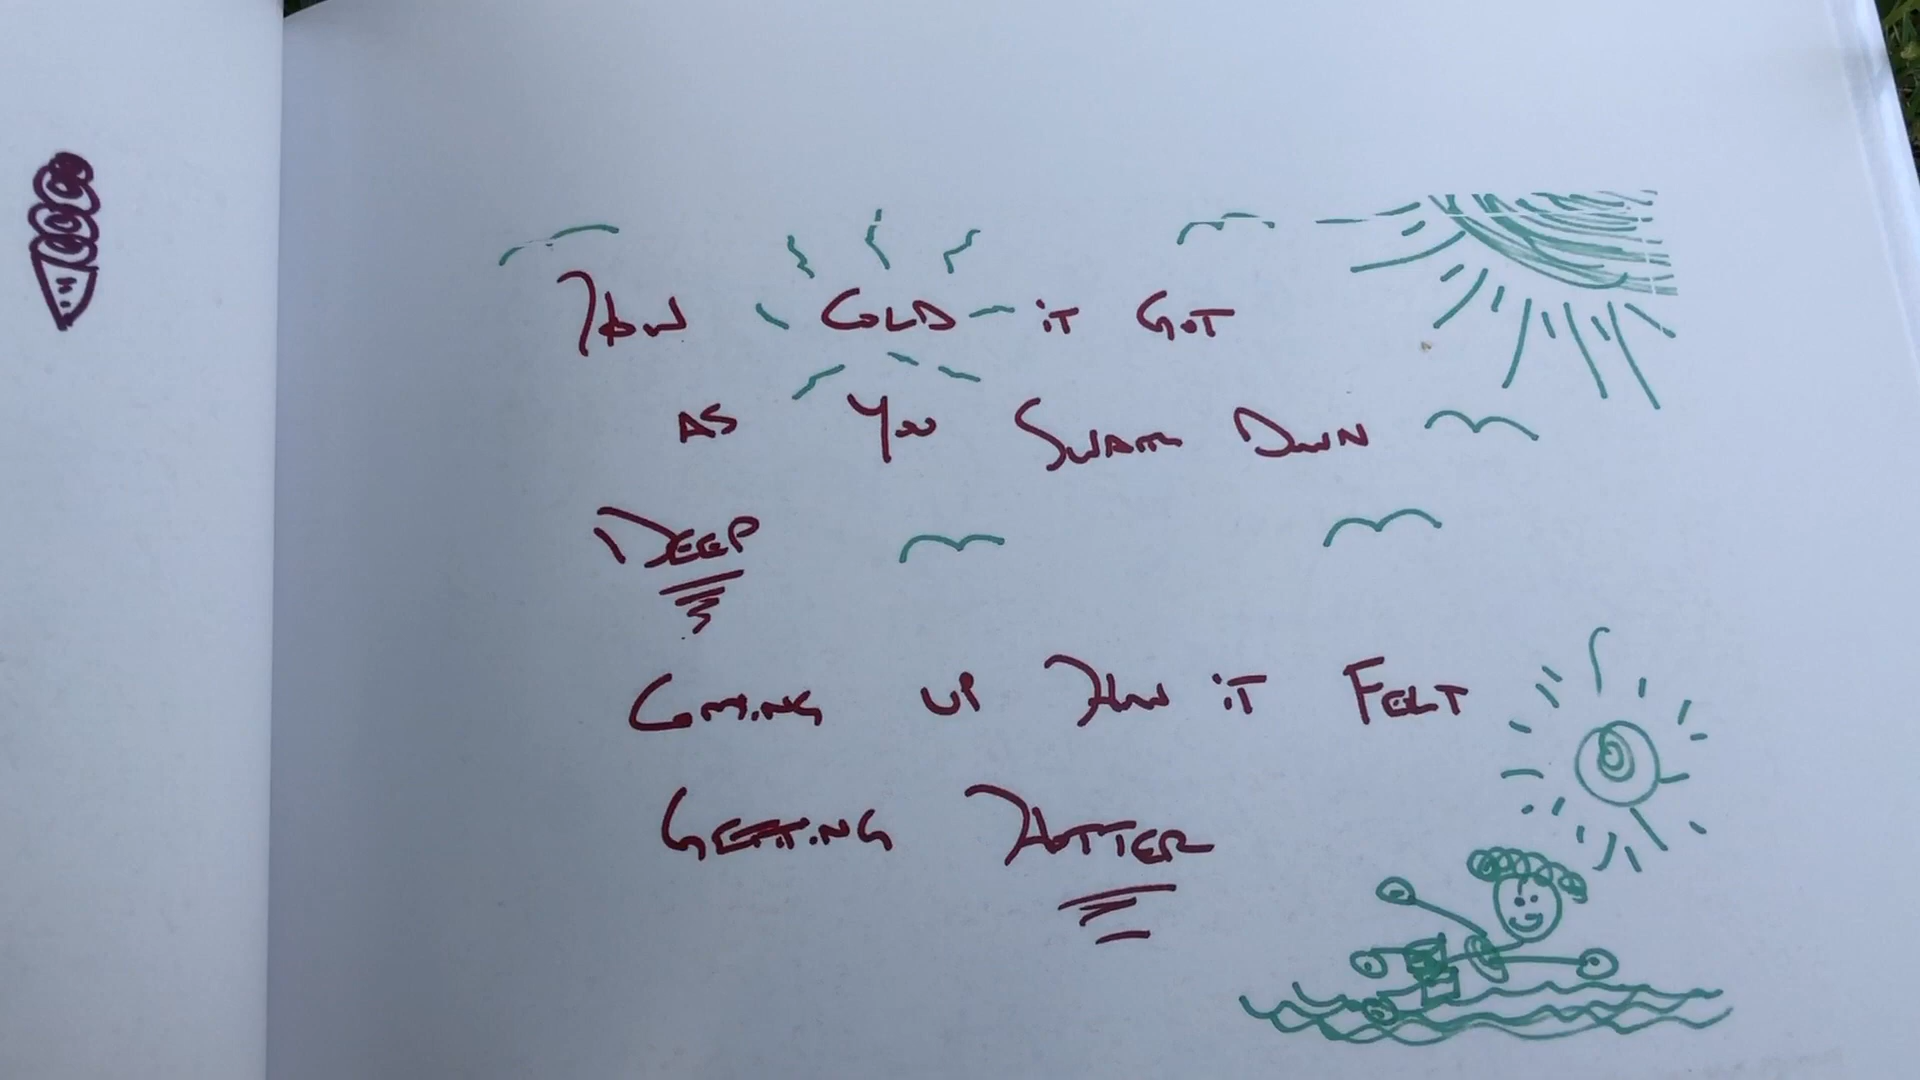 How COLD iT GoT
AS You SWAM DOWN
DEEP
COMING UP HOW iT FELT
GETTING HOTTER